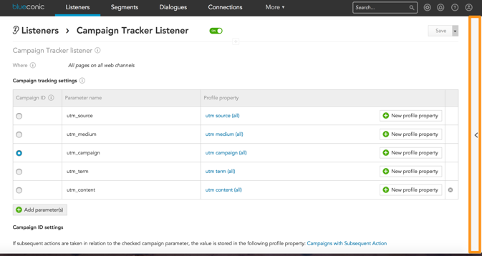 blueconic Listeners Segments Dialogues Connections More Search...
Listeners > Campaign Tracker Listener ON Save
Campaign Tracker listener
Where All pages on all web channels
Campaign tracking settings
Campaign ID Parameter name Profile property
utm_source utm source (all) New profile property
utm_medium utm medium (all) New profile property
utm_campaign utm campaign (all) New profile property
utm_term utm term (all) New profile property
utm_content utm content (all) New profile property
Add parameter(s)
Campaign ID settings
If subsequent actions are taken in relation to the checked campaign parameter, the value is stored in the following profile property: Campaigns with Subsequent Action